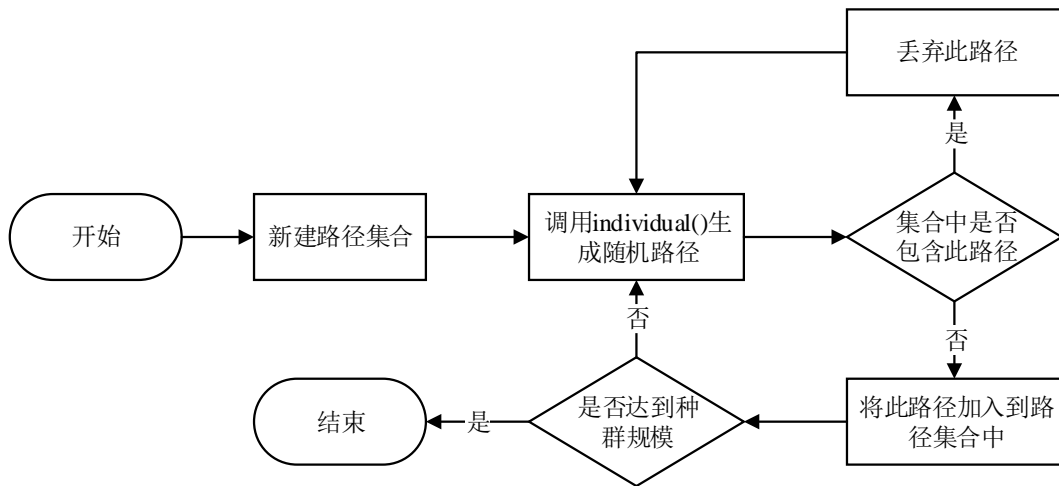 丢弃此路径
是
开始
新建路径集合
调用individual()生
成随机路径
集合中是否
包含此路径
否
否
结束
是
是否达到种
群规模
将此路径加入到路
径集合中